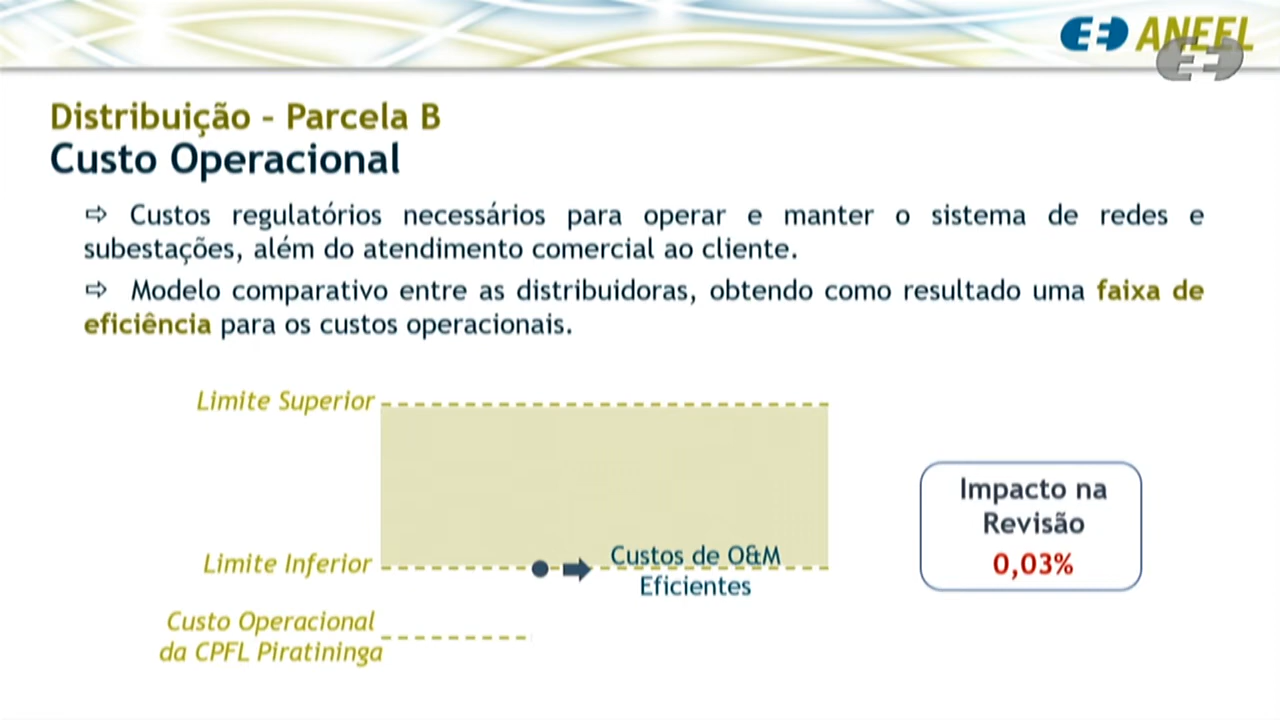 ANEEL
Distribuição - Parcela B
Custo Operacional
⇨ Custos regulatórios necessários para operar e manter o sistema de redes e
subestações, além do atendimento comercial ao cliente.
⇨ Modelo comparativo entre as distribuidoras, obtendo como resultado uma faixa de
eficiência para os custos operacionais.
Limite Superior
Limite Inferior
Custos de O&M
Eficientes
Custo Operacional
da CPFL Piratininga
Impacto na
Revisão
0,03%